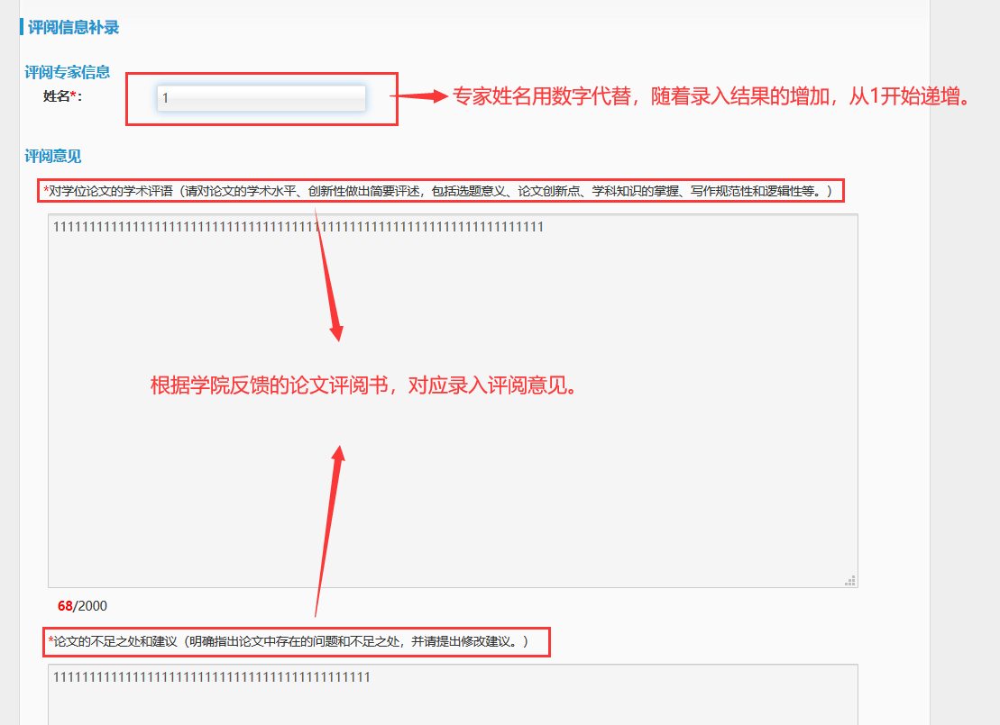 评阅信息补录
评阅专家信息
姓名*：
1
专家姓名用数字代替，随着录入结果的增加，从1开始递增。
评阅意见
*对学位论文的学术评语（请对论文的学术水平、创新性做出简要评述，包括选题意义、论文创新点、学科知识的掌握、写作规范性和逻辑性等。）
11111111111111111111111111111111111111111111111111111111111111111111
根据学院反馈的论文评阅书，对应录入评阅意见。
68/2000
*论文的不足之处和建议（明确指出论文中存在的问题和不足之处，并请提出修改建议。）
11111111111111111111111111111111111111111111